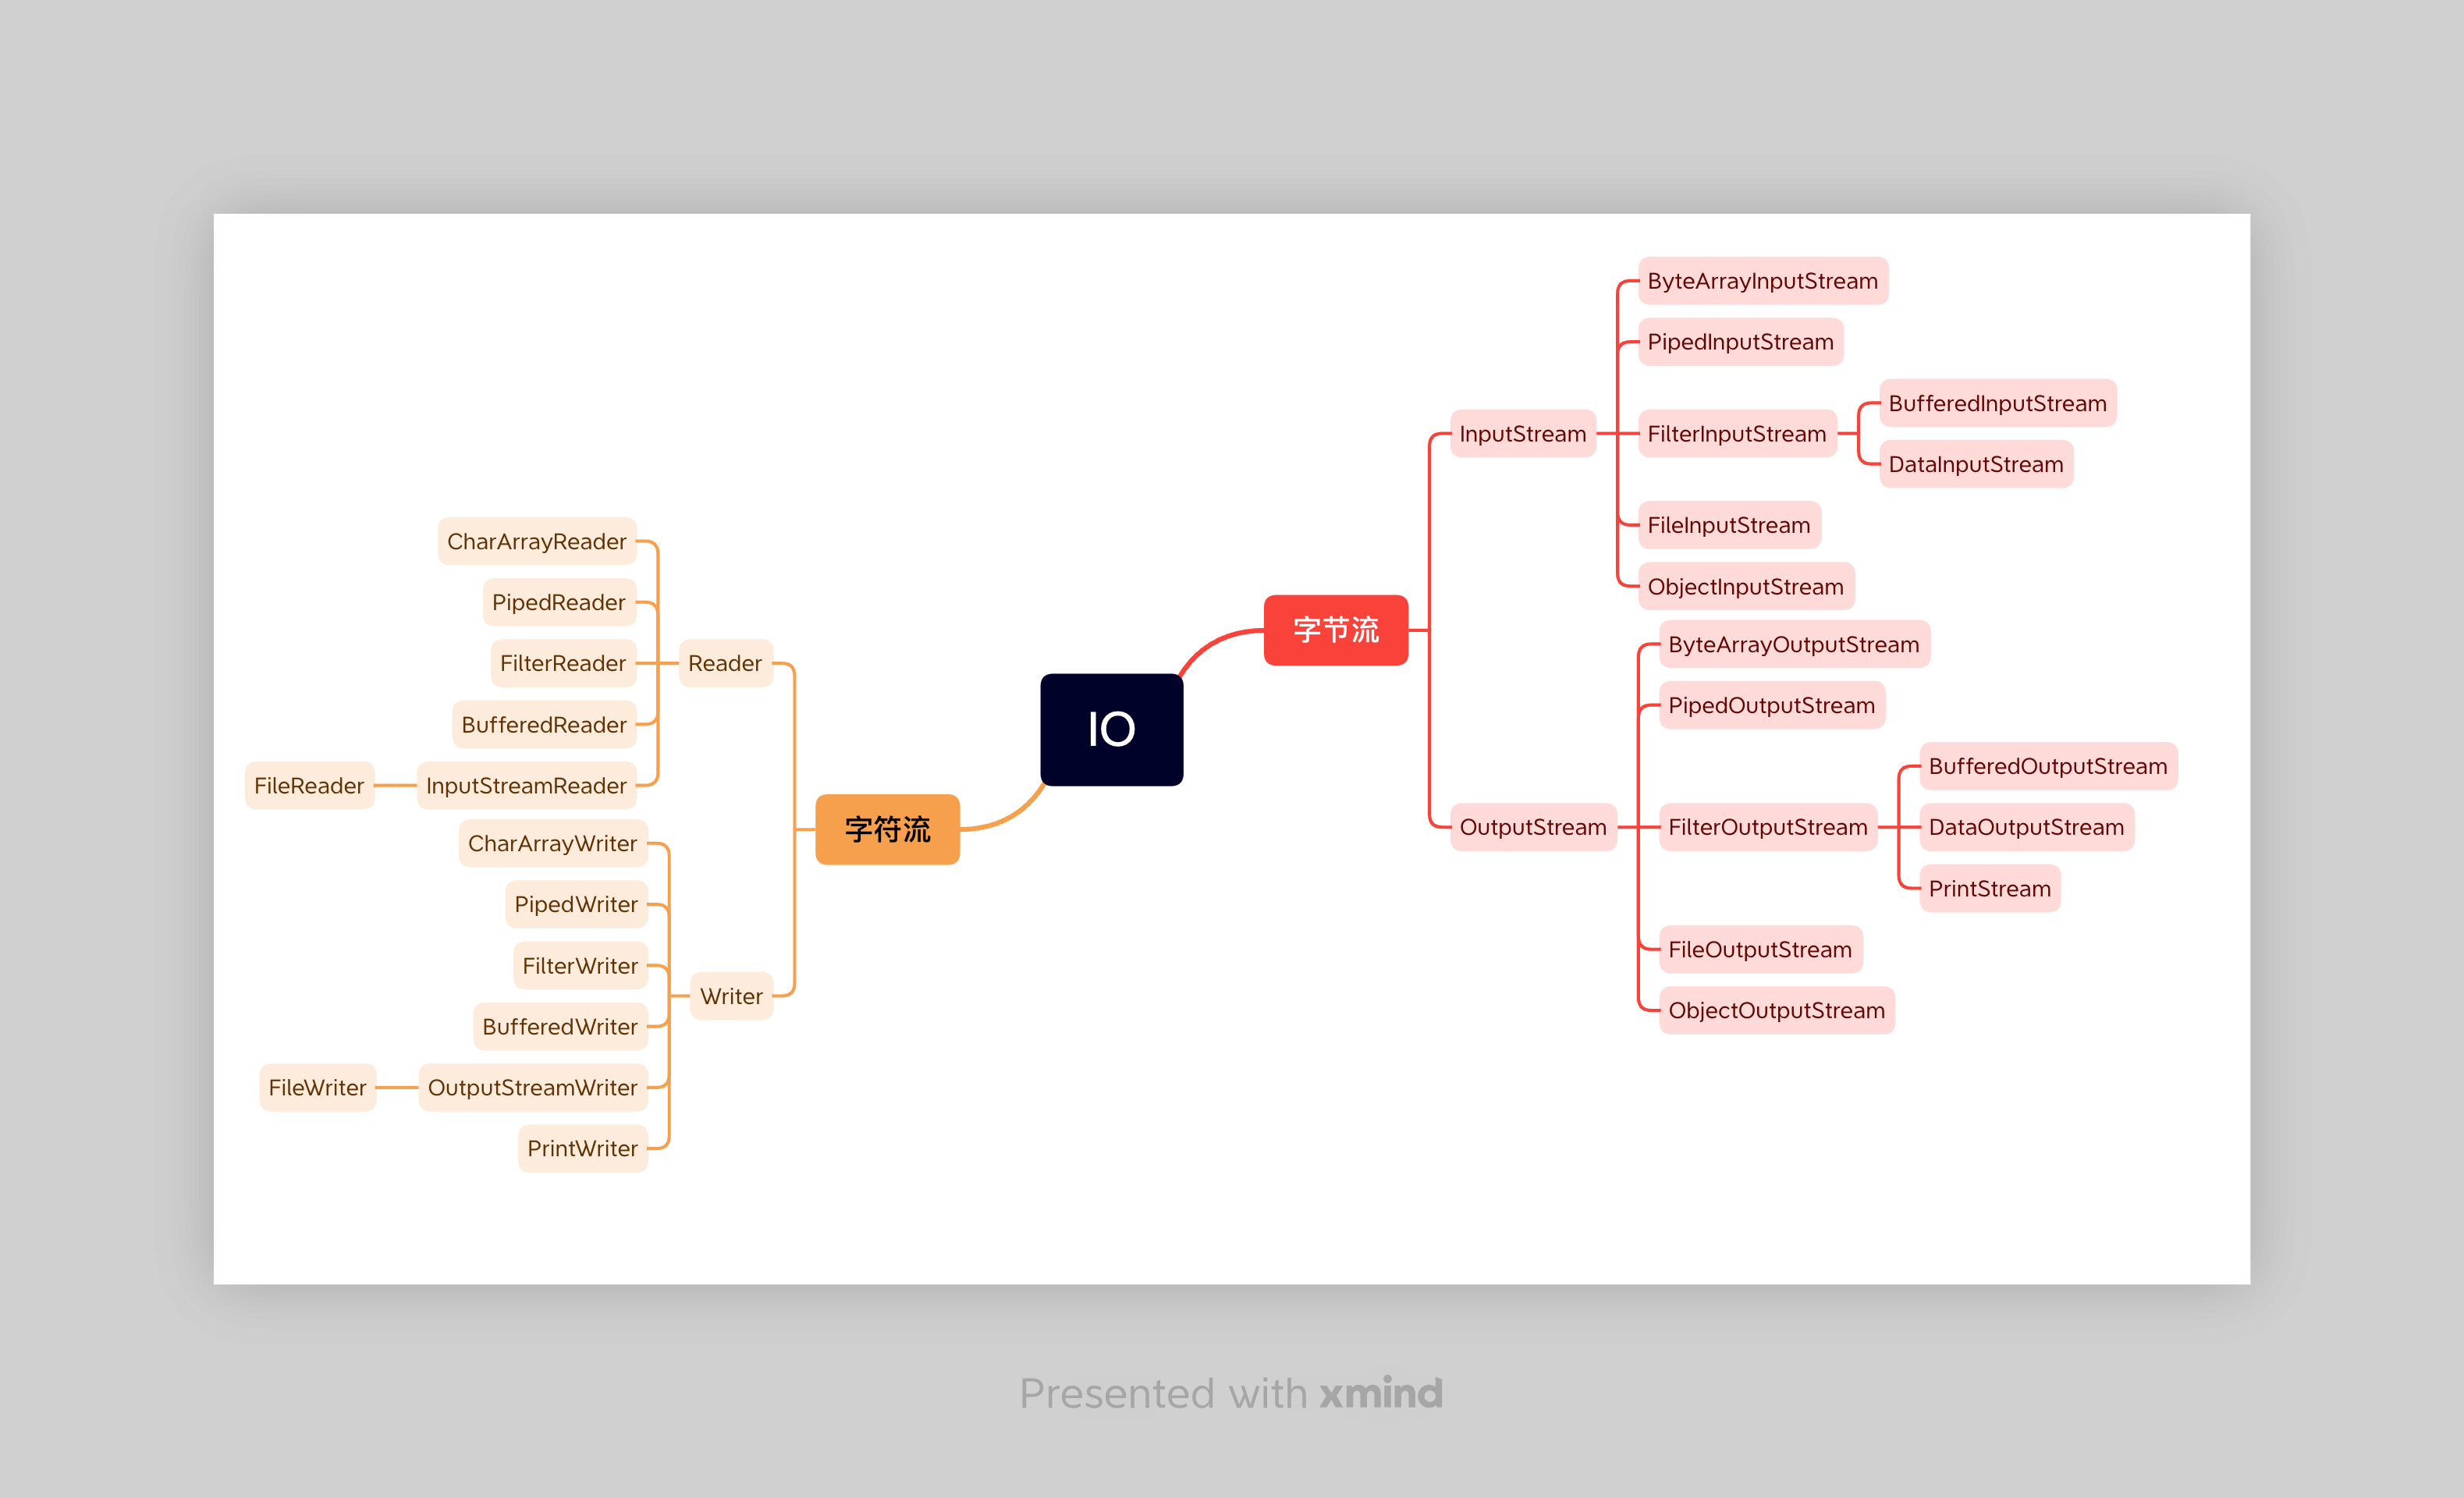 IO
字节流
InputStream
ByteArrayInputStream
PipedInputStream
FilterInputStream
BufferedInputStream
DataInputStream
FileInputStream
ObjectInputStream
OutputStream
ByteArrayOutputStream
PipedOutputStream
FilterOutputStream
BufferedOutputStream
DataOutputStream
PrintStream
FileOutputStream
ObjectOutputStream
字符流
Reader
CharArrayReader
PipedReader
FilterReader
BufferedReader
InputStreamReader
FileReader
Writer
CharArrayWriter
PipedWriter
FilterWriter
BufferedWriter
OutputStreamWriter
FileWriter
PrintWriter
Presented with xmind